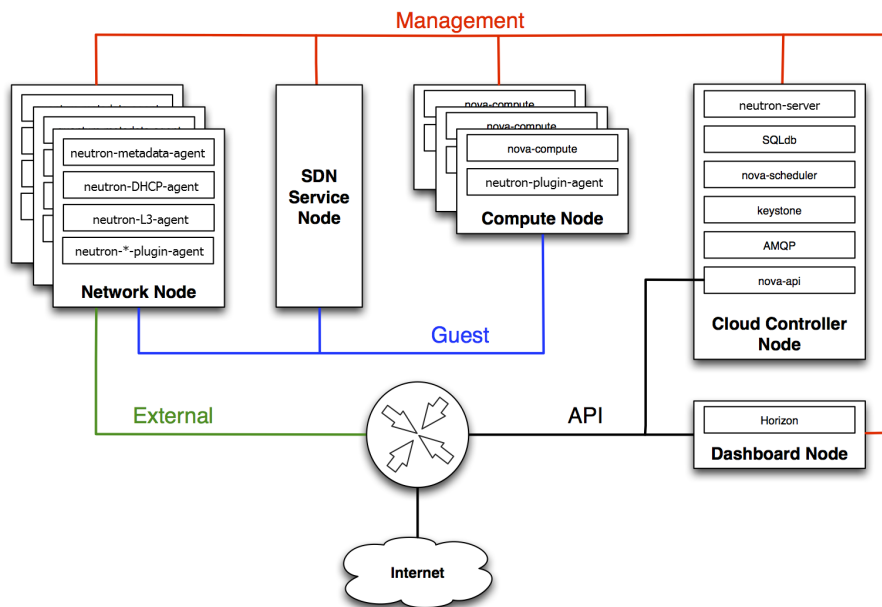 Management
neutron-metadata-agent
neutron-DHCP-agent
neutron-L3-agent
neutron-*-plugin-agent
Network Node
SDN
Service
Node
nova-compute
nova-compute
nova-compute
neutron-plugin-agent
Compute Node
neutron-server
SQLdb
nova-scheduler
keystone
AMQP
nova-api
Cloud Controller
Node
Guest
External
API
Horizon
Dashboard Node
Internet